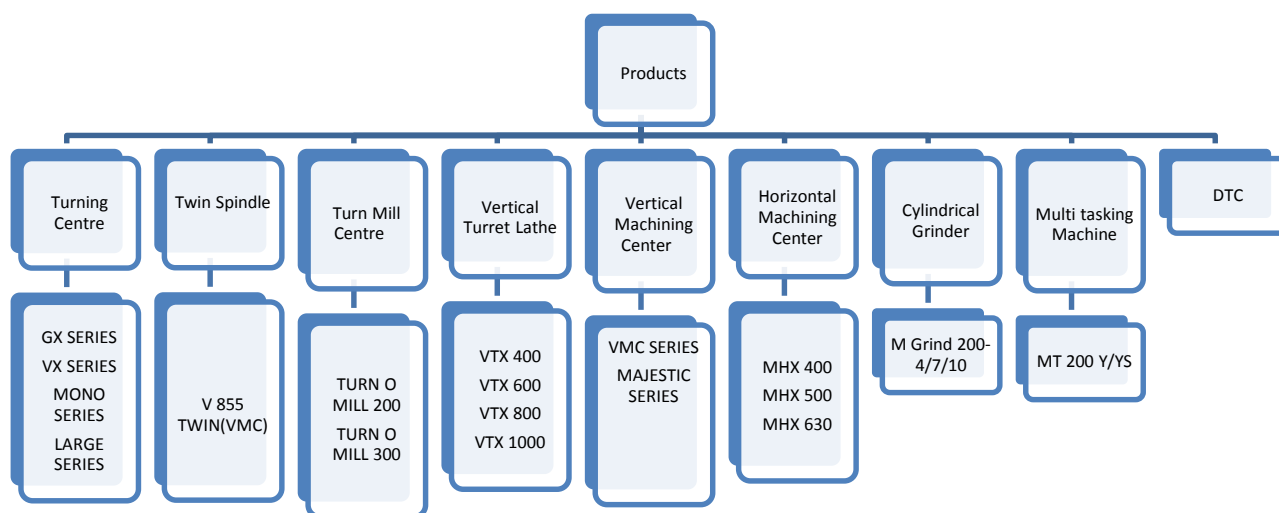 Products
Turning
Centre
Twin Spindle
Turn Mill
Centre
Vertical
Turret Lathe
Vertical
Machining
Center
Horizontal
Machining
Center
Cylindrical
Grinder
Multi tasking
Machine
DTC
GX SERIES
VX SERIES
MONO
SERIES
LARGE
SERIES
V 855
TWIN(VMC)
TURN O
MILL 200
TURN O
MILL 300
VTX 400
VTX 600
VTX 800
VTX 1000
VMC SERIES
MAJESTIC
SERIES
MHX 400
MHX 500
MHX 630
M Grind 200-
4/7/10
MT 200 Y/YS